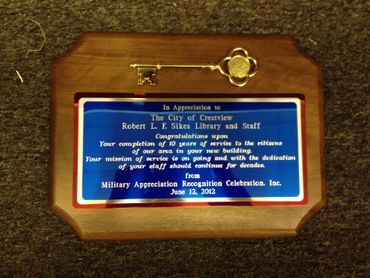 In Appreciation to
The City of Crestview
Robert L. F. Sikes Library and Staff
Congratulations upon
Your completion of 10 years of service to the citizens
of our area in your new building.
Your mission of service is on going and with the dedication
of your staff should continue for decades.
from
Military Appreciation Recognition Celebration, Inc.
June 12, 2012